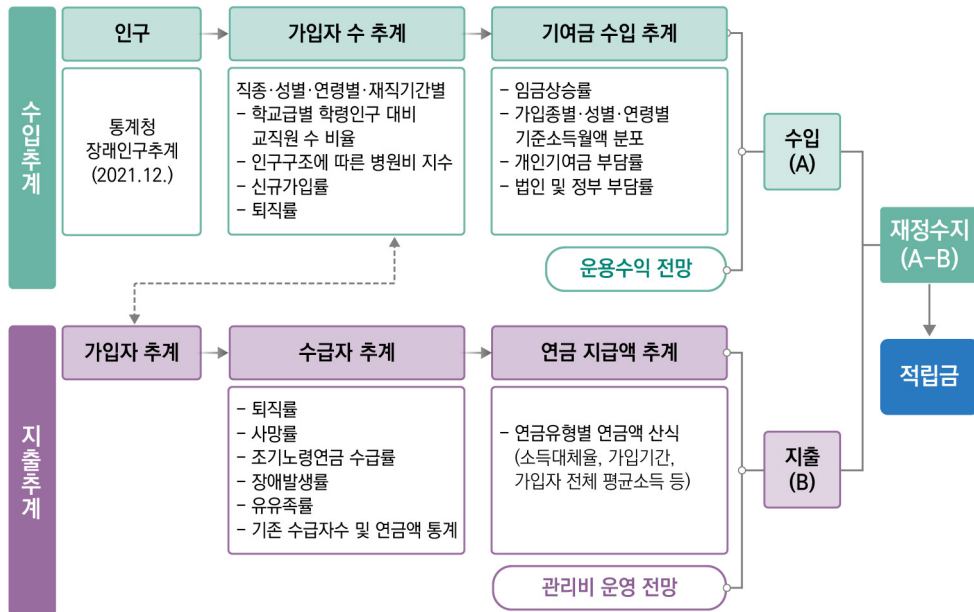 수입추계
인구
통계청
장래인구추계
(2021.12.)
가입자 수 추계
직종·성별·연령별·재직기간별
- 학교급별 학령인구 대비
교직원 수 비율
- 인구구조에 따른 병원비 지수
- 신규가입률
- 퇴직률
기여금 수입 추계
- 임금상승률
- 가입종별·성별·연령별
기준소득월액 분포
- 개인기여금 부담률
- 법인 및 정부 부담률
운용수익 전망
수입
(A)
지출추계
가입자 추계
수급자 추계
- 퇴직률
- 사망률
- 조기노령연금 수급률
- 장애발생률
- 유유족률
- 기존 수급자수 및 연금액 통계
연금 지급액 추계
- 연금유형별 연금액 산식
(소득대체율, 가입기간,
가입자 전체 평균소득 등)
관리비 운영 전망
지출
(B)
재정수지
(A-B)
적립금